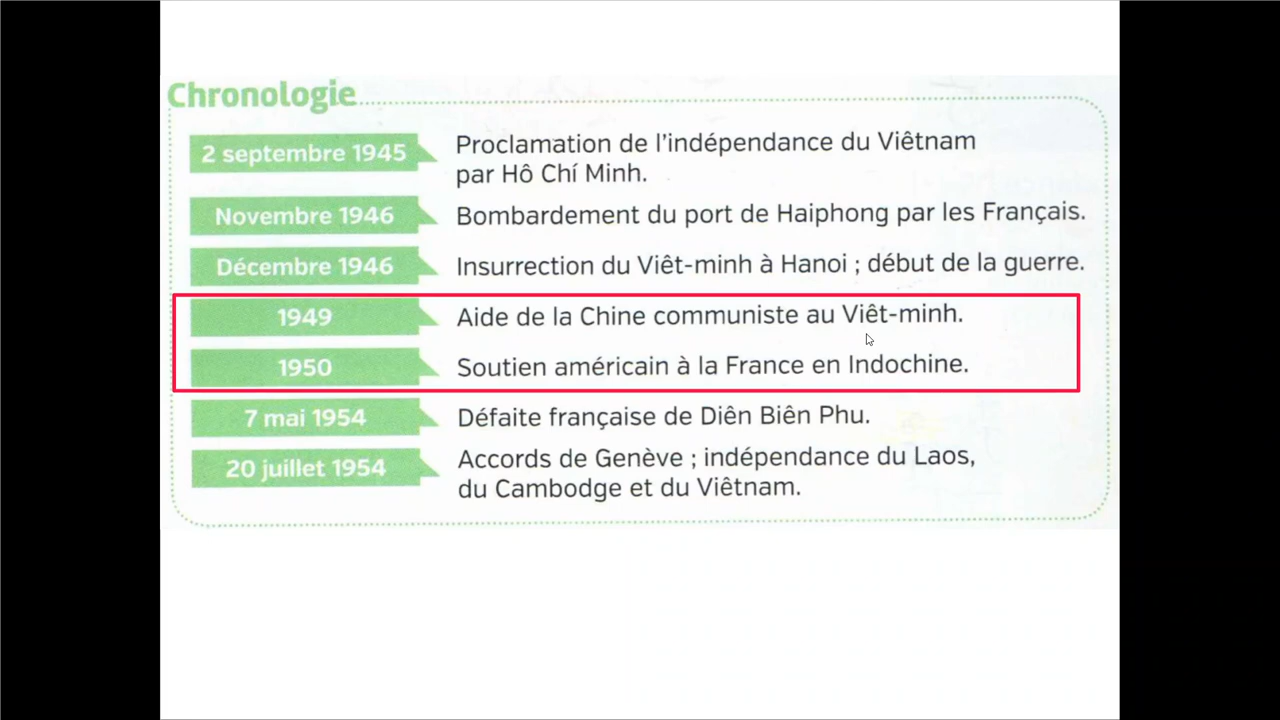 Chronologie
2 septembre 1945 Proclamation de l'indépendance du Viêtnam
par Hô Chí Minh.
Novembre 1946 Bombardement du port de Haiphong par les Français.
Décembre 1946 Insurrection du Viêt-minh à Hanoi ; début de la guerre.
1949 Aide de la Chine communiste au Viêt-minh.
1950 Soutien américain à la France en Indochine.
7 mai 1954 Défaite française de Diên Biên Phu.
20 juillet 1954 Accords de Genève ; indépendance du Laos,
du Cambodge et du Viêtnam.